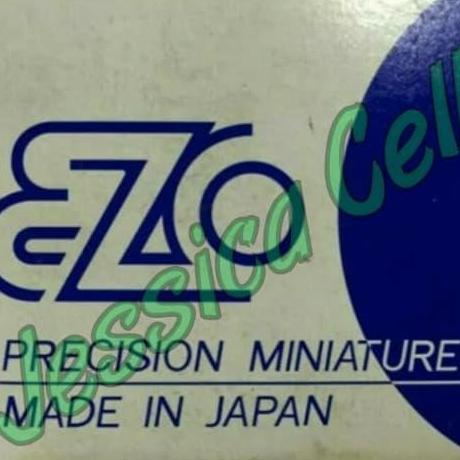 EZO
PRECISION MINIATURE
MADE IN JAPAN
Jessica Cell